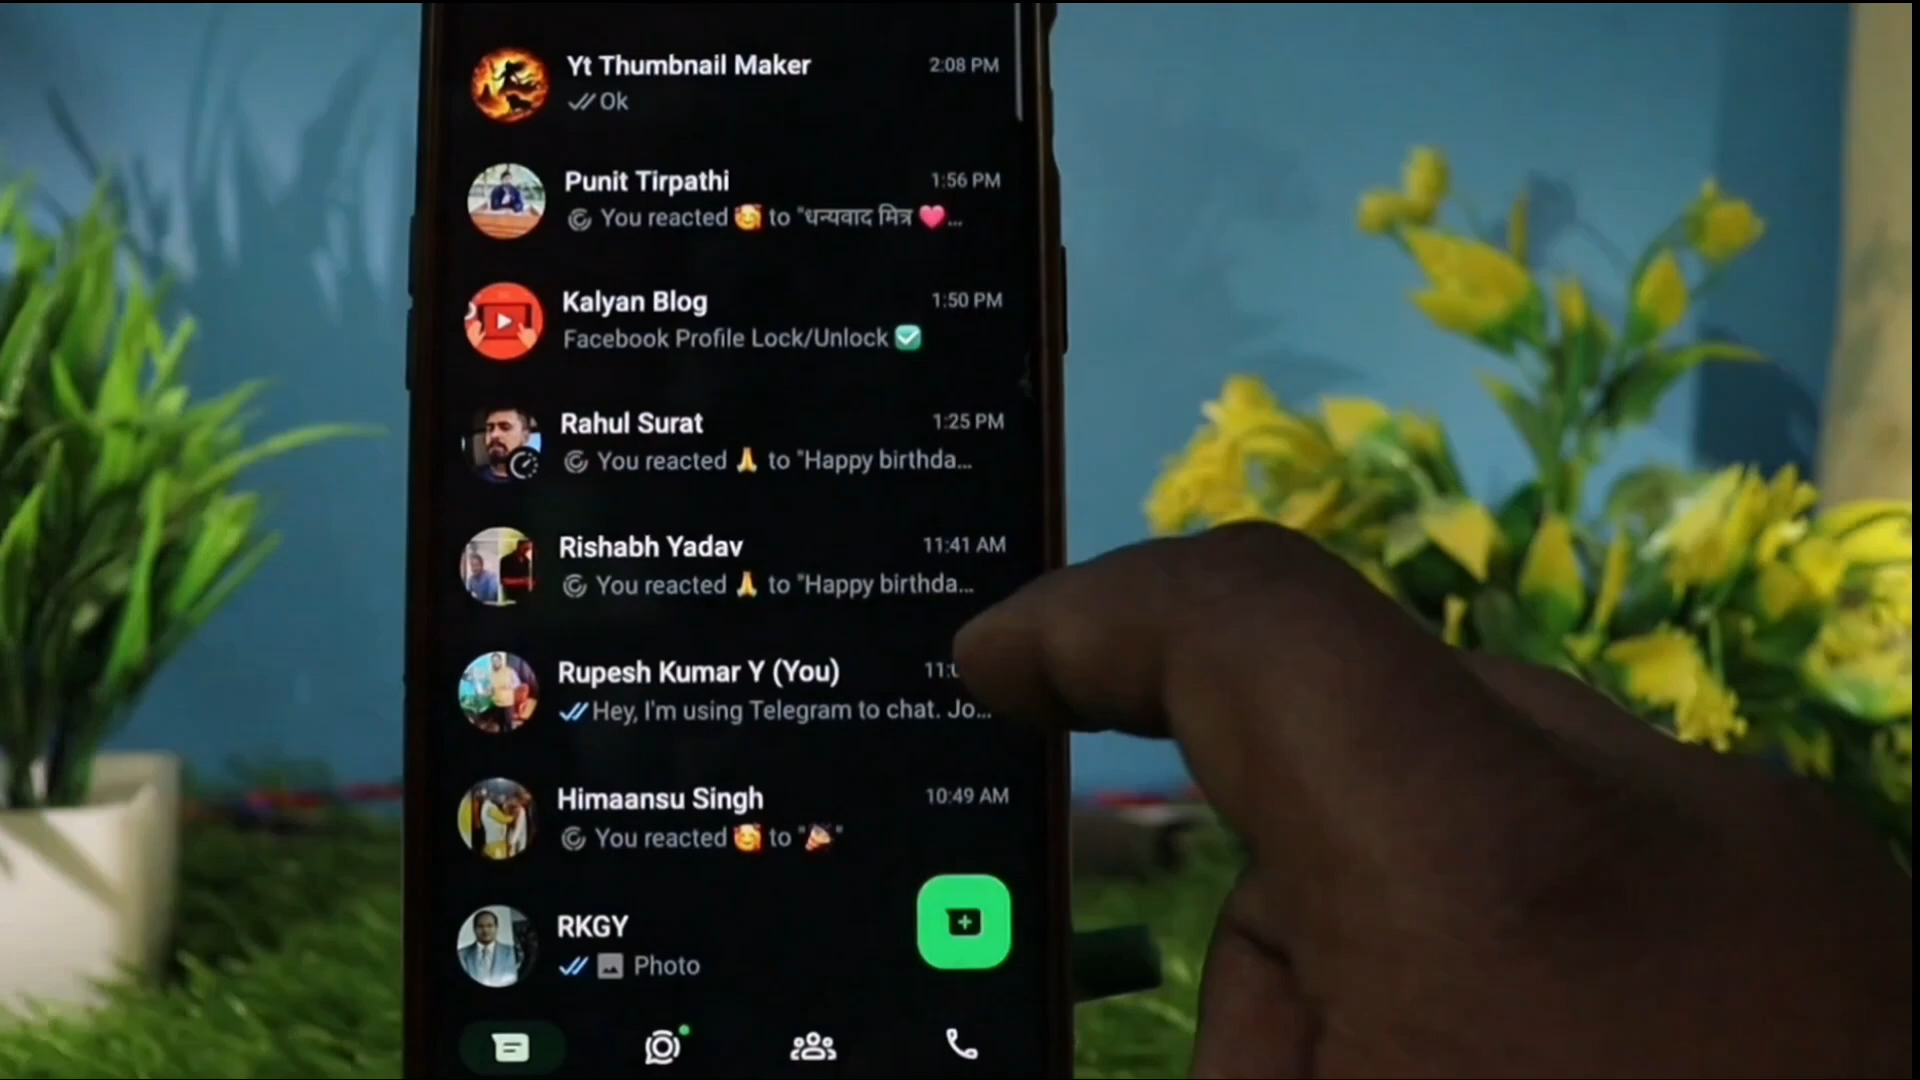 Yt Thumbnail Maker 2:08 PM
Ok
Punit Tirpathi 1:56 PM
You reacted 🥰 to "धन्यवाद मित्र ❤️...
Kalyan Blog 1:50 PM
Facebook Profile Lock/Unlock ✅
Rahul Surat 1:25 PM
You reacted 🙏 to "Happy birthda...
Rishabh Yadav 11:41 AM
You reacted 🙏 to "Happy birthda...
Rupesh Kumar Y (You)
Hey, I'm using Telegram to chat. Jo...
Himaansu Singh 10:49 AM
You reacted 🥰 to "🎉"
RKGY
Photo